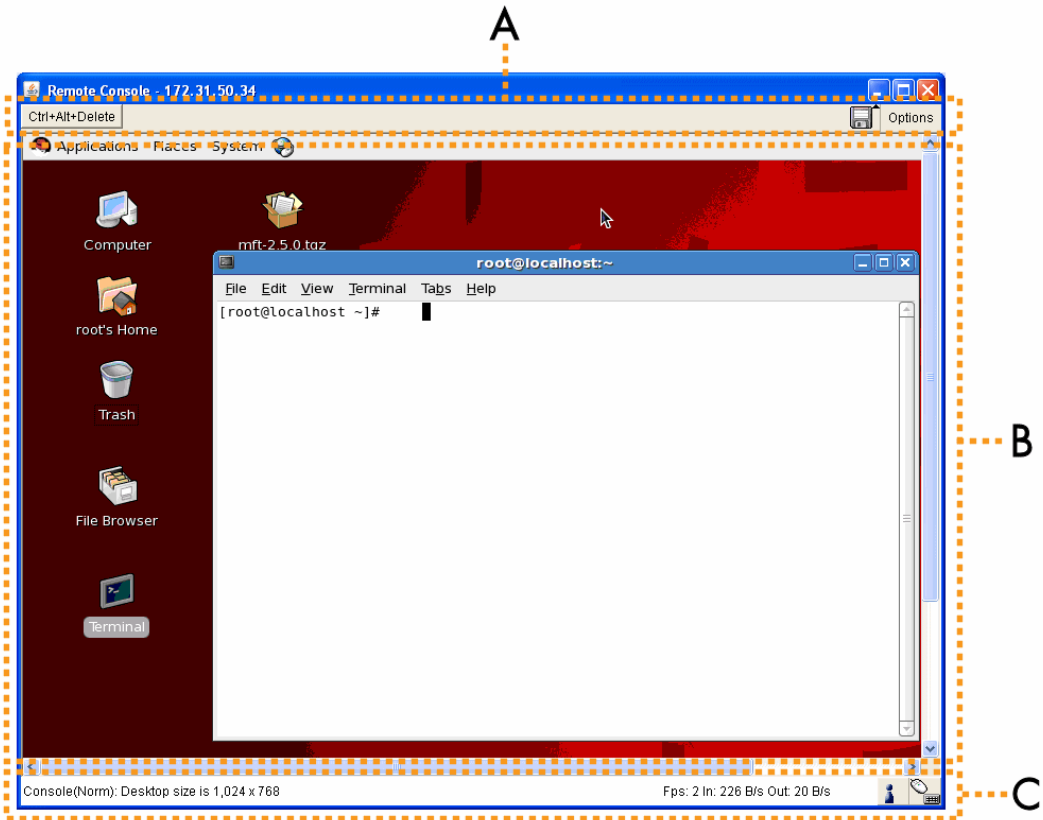 A
Remote Console - 172.31.50.34
Ctrl+Alt+Delete
Options
Applications Places System
Computer
mft-2.5.0.tgz
root@localhost:~
File Edit View Terminal Tabs Help
[root@localhost ~]#
root's Home
Trash
B
File Browser
Terminal
Console(Norm): Desktop size is 1,024 x 768
Fps: 2 In: 226 B/s Out: 20 B/s
C